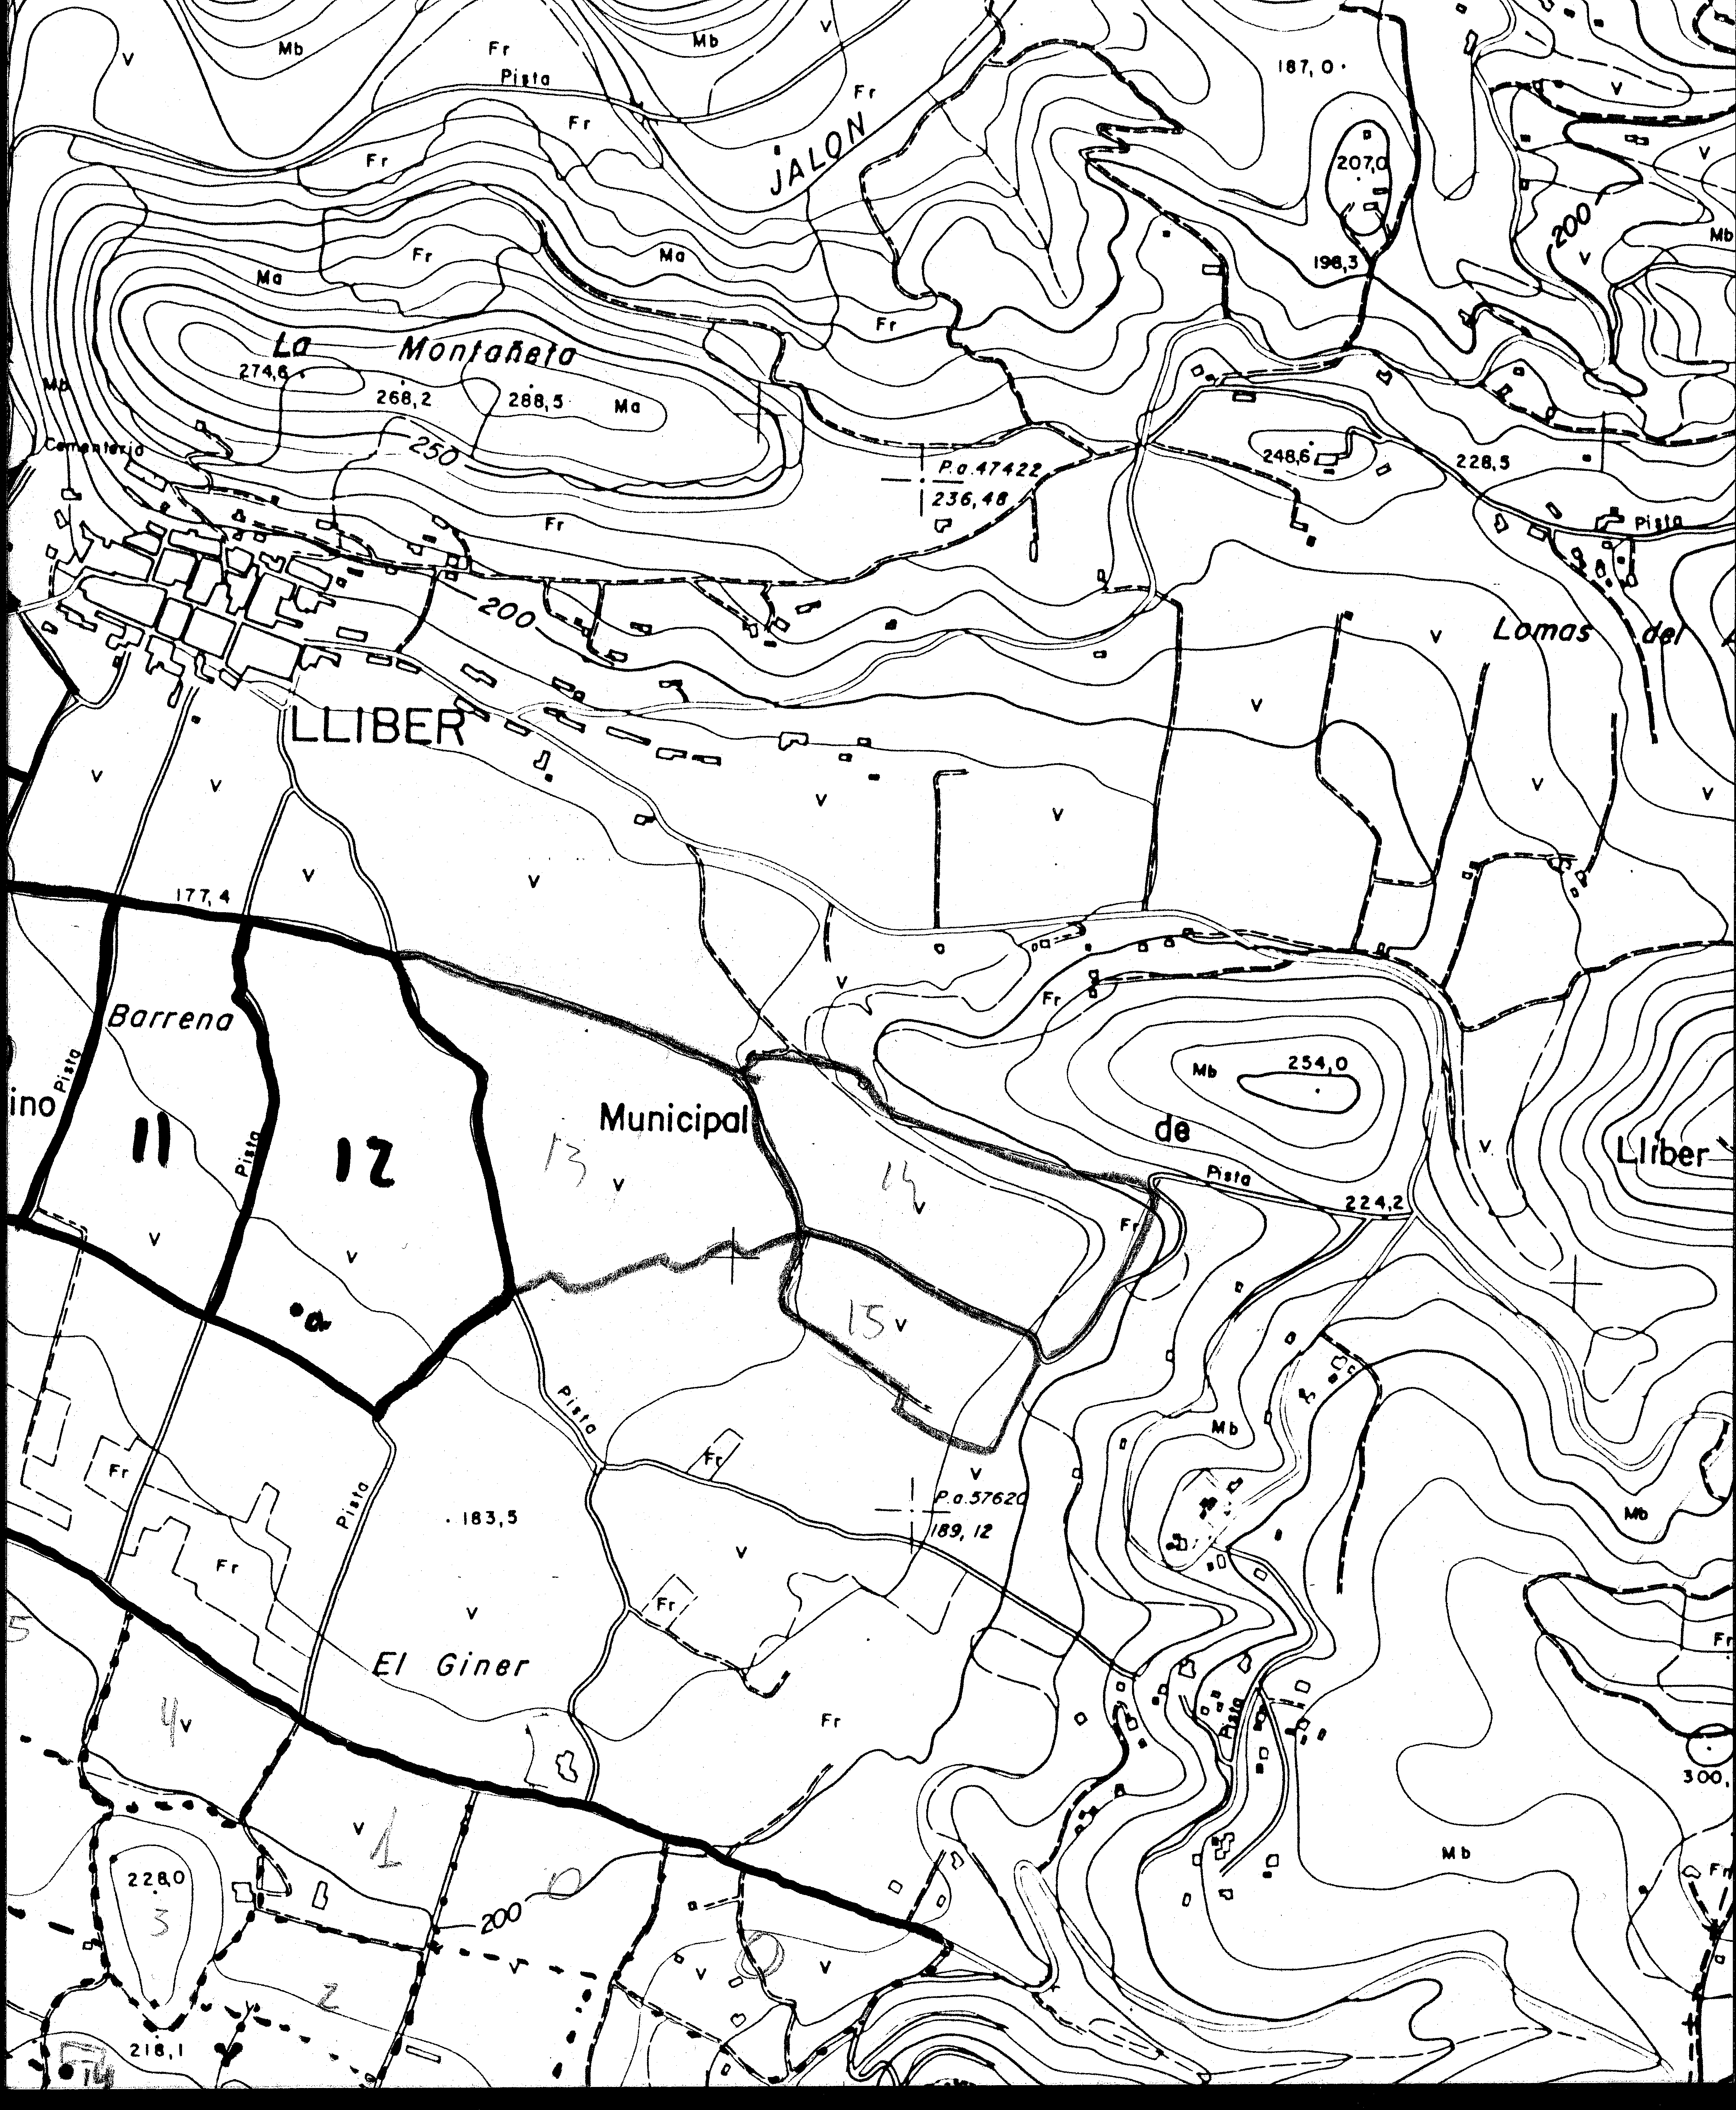 V
Mb
Fr
Mb
V
187,0
V
Pista
Fr
Fr
JALON
Fr
207,0
V
200
Mb
V
198,3
Fr
Ma
Ma
Fr
La Montañeta
274,6
268,2
288,5
Ma
Mb
Cementerio
250
P.a.47422
236,48
248,6
228,5
Pista
Fr
200
V
Lomas del
LLIBER
V
V
V
V
V
V
V
V
V
177,4
V
Barrena
Fr
254,0
Mb
ino
Pista
11
Pista
12
13
Municipal
de
Lliber
V
V
14
V
Pista
224,2
Fr
V
V
a
15
V
Pista
Mb
Fr
Fr
V
P.a.57620
189,12
Mb
Pista
183,5
V
Fr
Fr
V
Fr
5
El Giner
4
V
Fr
Pista
300,
V
1
Mb
Fr
228,0
3
200
V
V
V
2
218,1
14